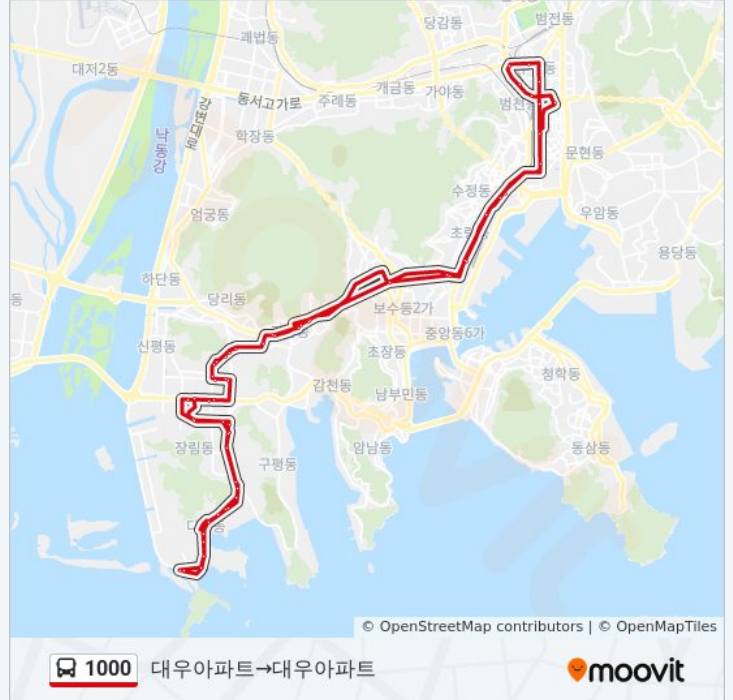 당감동
범전동
괘법동
대저2동
개금동
가야동
동서고가로
주례동
범천동
강변대로
낙동강
학장동
문현동
수정동
엄궁동
우암동
용당동
하단동
당리동
보수동2가
신평동
중앙동6가
초장동
감천동
남부민동
청학동
장림동
구평동
암남동
동삼동
© OpenStreetMap contributors | © OpenMapTiles
1000 대우아파트→대우아파트
moovit